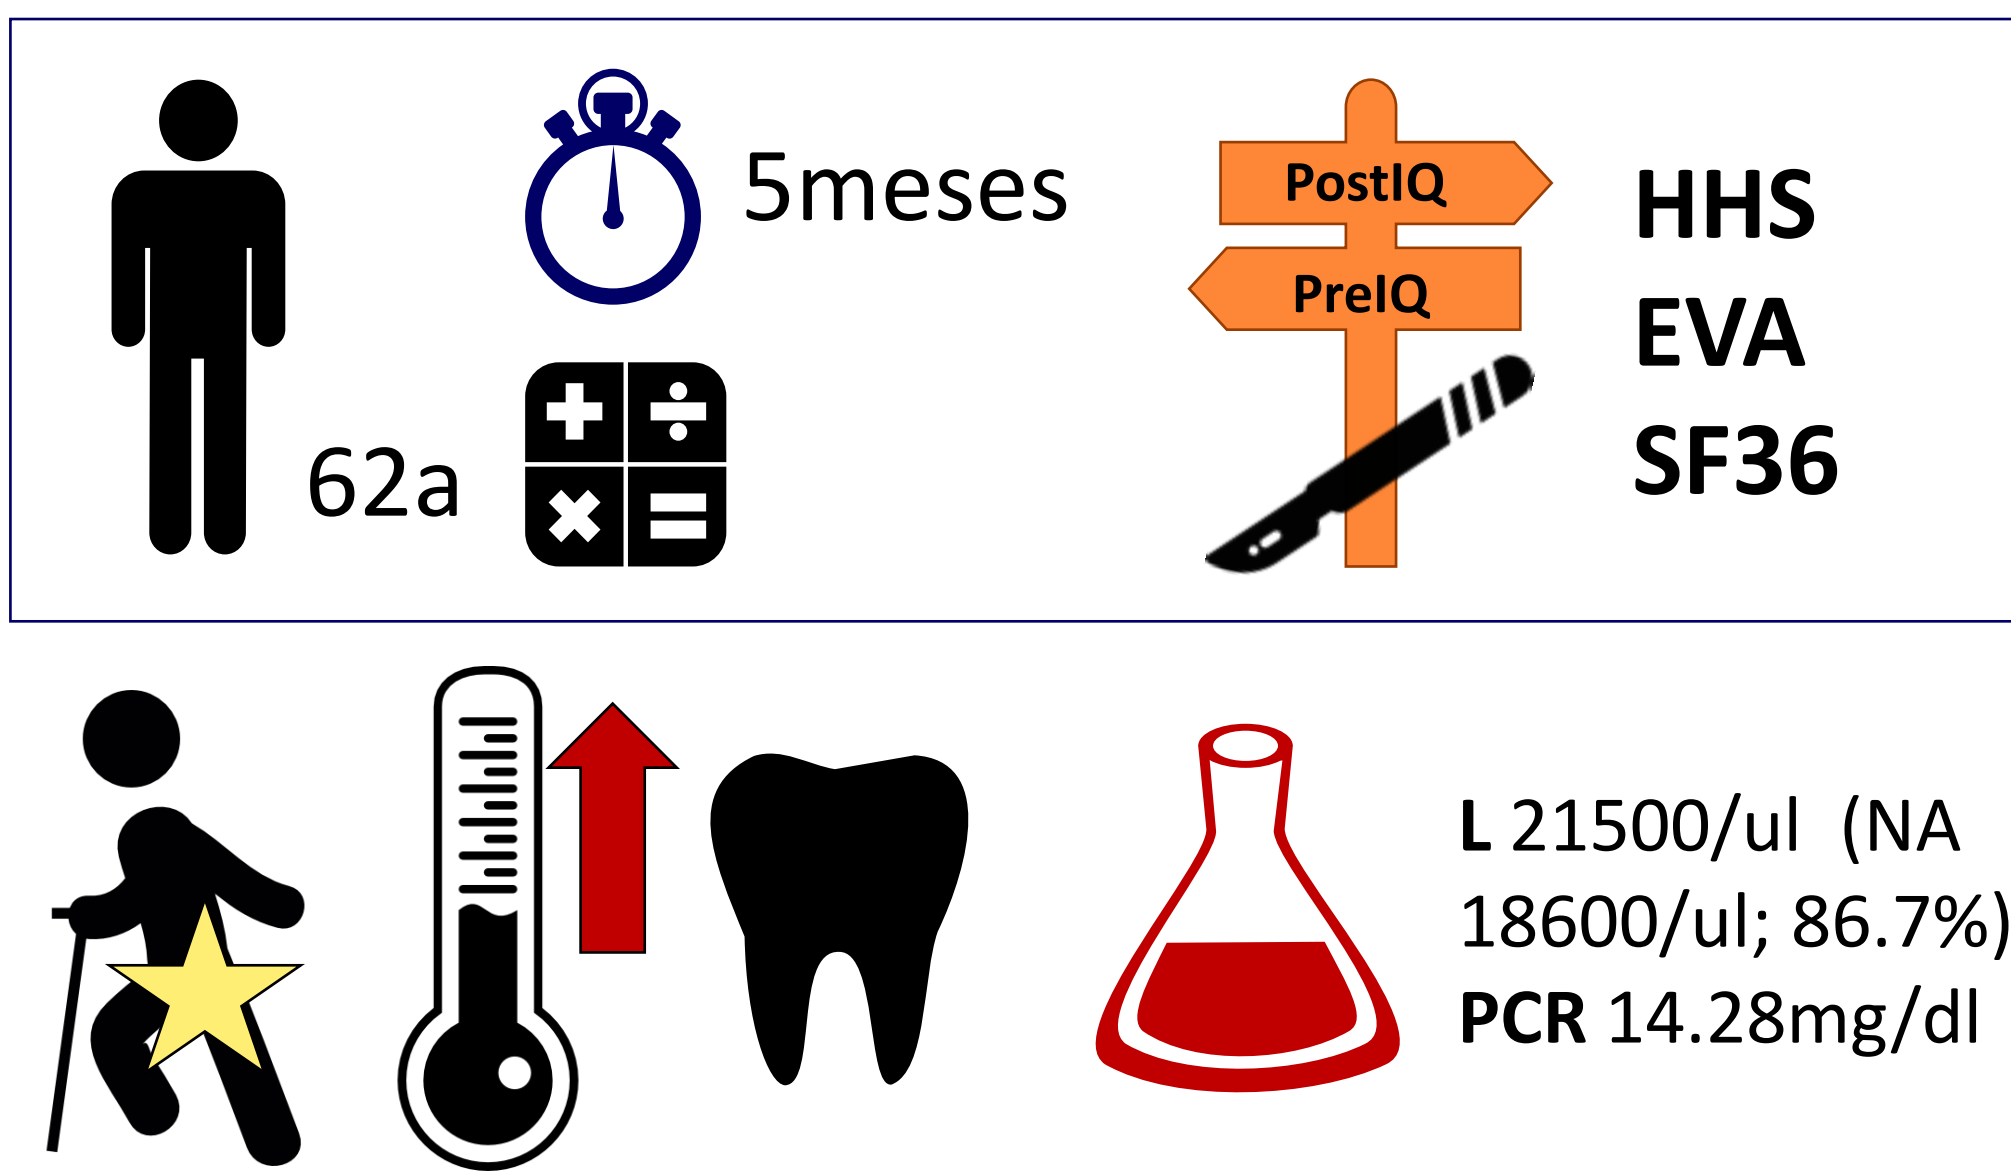 5meses
62a
PostIQ
PreIQ
HHS
EVA
SF36
L 21500/ul (NA
18600/ul; 86.7%)
PCR 14.28mg/dl